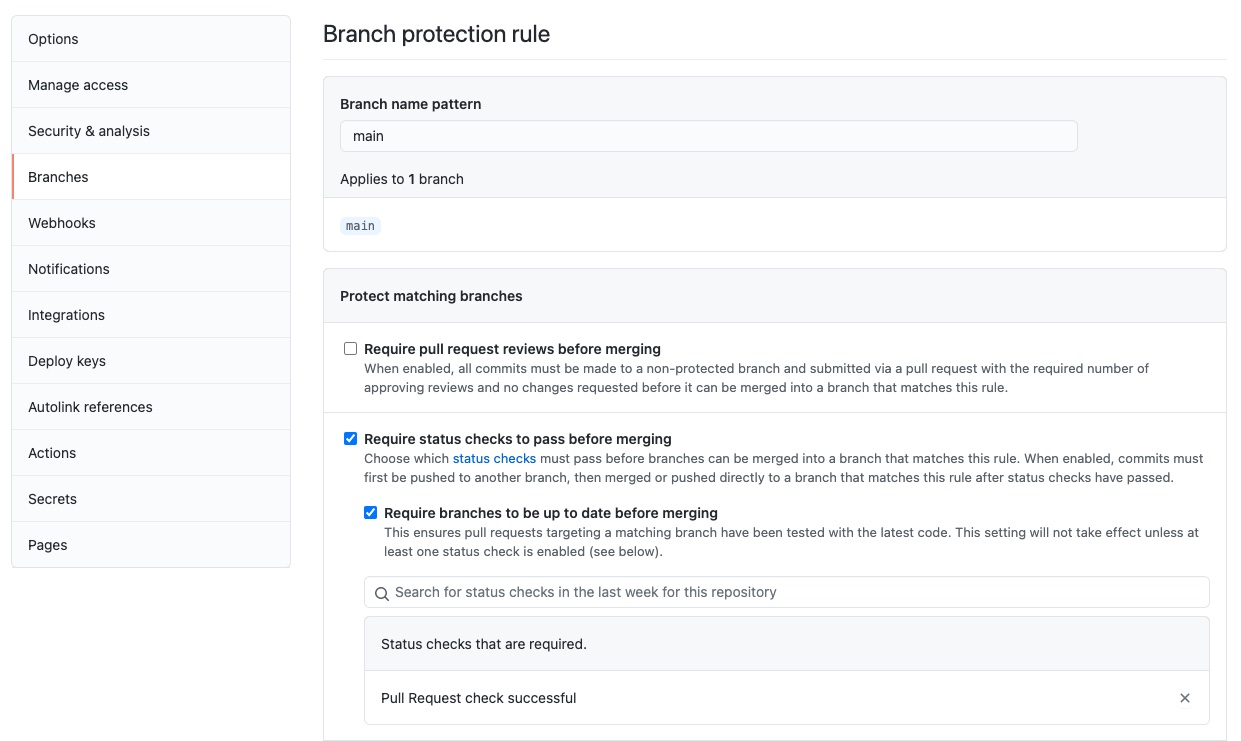 Options
Manage access
Security & analysis
Branches
Webhooks
Notifications
Integrations
Deploy keys
Autolink references
Actions
Secrets
Pages
Branch protection rule
Branch name pattern
main
Applies to 1 branch
main
Protect matching branches
Require pull request reviews before merging
When enabled, all commits must be made to a non-protected branch and submitted via a pull request with the required number of
approving reviews and no changes requested before it can be merged into a branch that matches this rule.
Require status checks to pass before merging
Choose which status checks must pass before branches can be merged into a branch that matches this rule. When enabled, commits must
first be pushed to another branch, then merged or pushed directly to a branch that matches this rule after status checks have passed.
Require branches to be up to date before merging
This ensures pull requests targeting a matching branch have been tested with the latest code. This setting will not take effect unless at
least one status check is enabled (see below).
Search for status checks in the last week for this repository
Status checks that are required.
Pull Request check successful